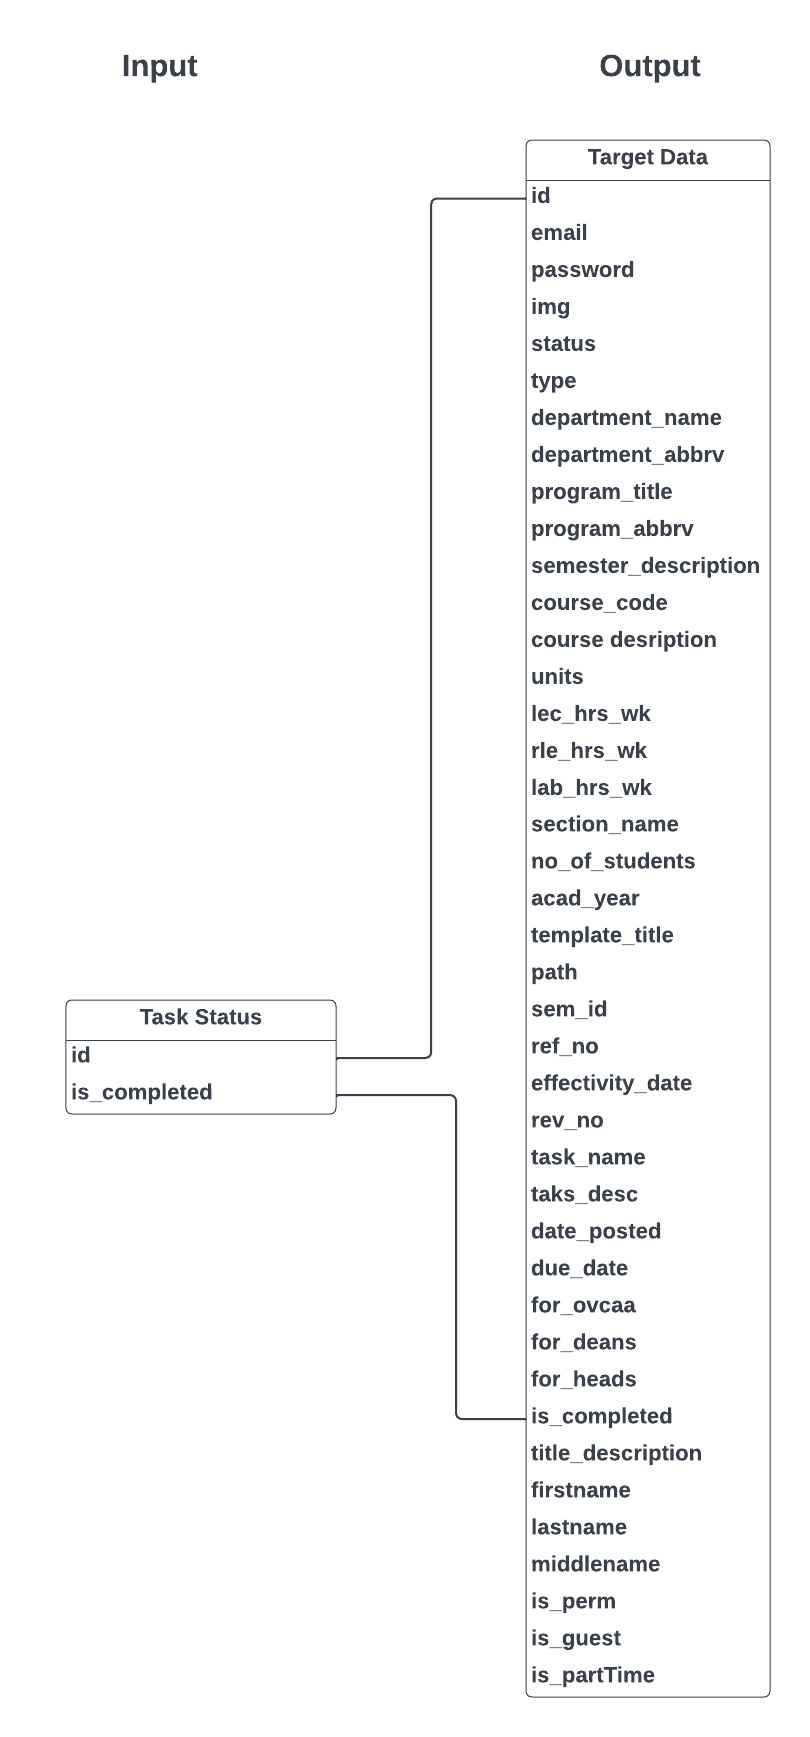 Input
Output
Target Data
id
email
password
img
status
type
department_name
department_abbrv
program_title
program_abbrv
semester_description
course_code
course desription
units
lec_hrs_wk
rle_hrs_wk
lab_hrs_wk
section_name
no_of_students
acad_year
template_title
path
sem_id
ref_no
effectivity_date
rev_no
task_name
taks_desc
date_posted
due_date
for_ovcaa
for_deans
for_heads
is_completed
title_description
firstname
lastname
middlename
is_perm
is_guest
is_partTime
Task Status
id
is_completed